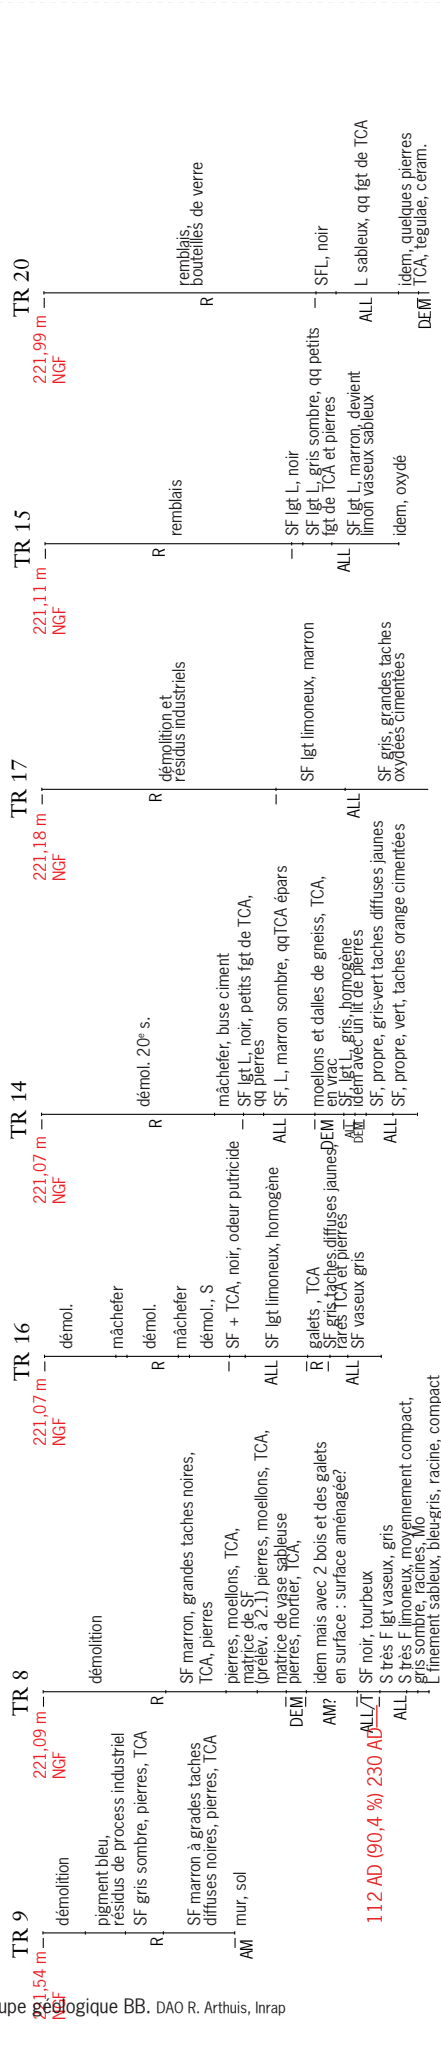 TR 9
221,54 m
NGF
démolition
pigment bleu,
résidus de process industriel
SF gris sombre, pierres, TCA
R
SF marron à grades taches
diffuses noires, pierres, TCA
AM
mur, sol
TR 8
221,09 m
NGF
démolition
R
SF marron, grandes taches noires,
TCA, pierres
pierres, moellons, TCA,
matrice de SF
(prélev. à 2.1) pierres, moellons, TCA,
matrice de vase sableuse
DEM
pierres, mortier, TCA,
idem mais avec 2 bois et des galets
en surface : surface aménagée?
AM?
ALL/T
SF noir, tourbeux
112 AD (90,4 %) 230 AD
S très F lgt vaseux, gris
ALL
S très F limoneux, moyennement compact,
gris sombre, racines, Mo
L finement sableux, bleu-gris, racine, compact
TR 16
221,07 m
NGF
démol.
mâchefer
démol.
R
mâchefer
démol., S
SF + TCA, noir, odeur putricide
ALL
SF lgt limoneux, homogène
R
galets , TCA
SF gris taches diffuses jaunes,
rares TCA et pierres
ALL
SF vaseux gris
TR 14
221,07 m
NGF
démol. 20e s.
R
mâchefer, buse ciment
SF lgt L, noir, petits fgt de TCA,
qq pierres
ALL
SF, L, marron sombre, qqTCA épars
DEM
moellons et dalles de gneiss, TCA,
en vrac
ALL
SF, lgt L, gris, homogène
DEM
idem avec un lit de pierres
ALL
SF, propre, gris-vert taches diffuses jaunes
SF, propre, vert, taches orange cimentées
TR 17
221,18 m
NGF
R
démolition et
résidus industriels
SF lgt limoneux, marron
ALL
SF gris, grandes taches
oxydées cimentées
TR 15
221,11 m
NGF
R
remblais
SF lgt L, noir
SF lgt L, gris sombre, qq petits
fgt de TCA et pierres
ALL
SF lgt L, marron, devient
limon vaseux sableux
idem, oxydé
TR 20
221,99 m
NGF
R
remblais,
bouteilles de verre
SFL, noir
ALL
L sableux, qq fgt de TCA
DEM
idem, quelques pierres
TCA, tegulae, ceram.
upe géologique BB. DAO R. Arthuis, Inrap